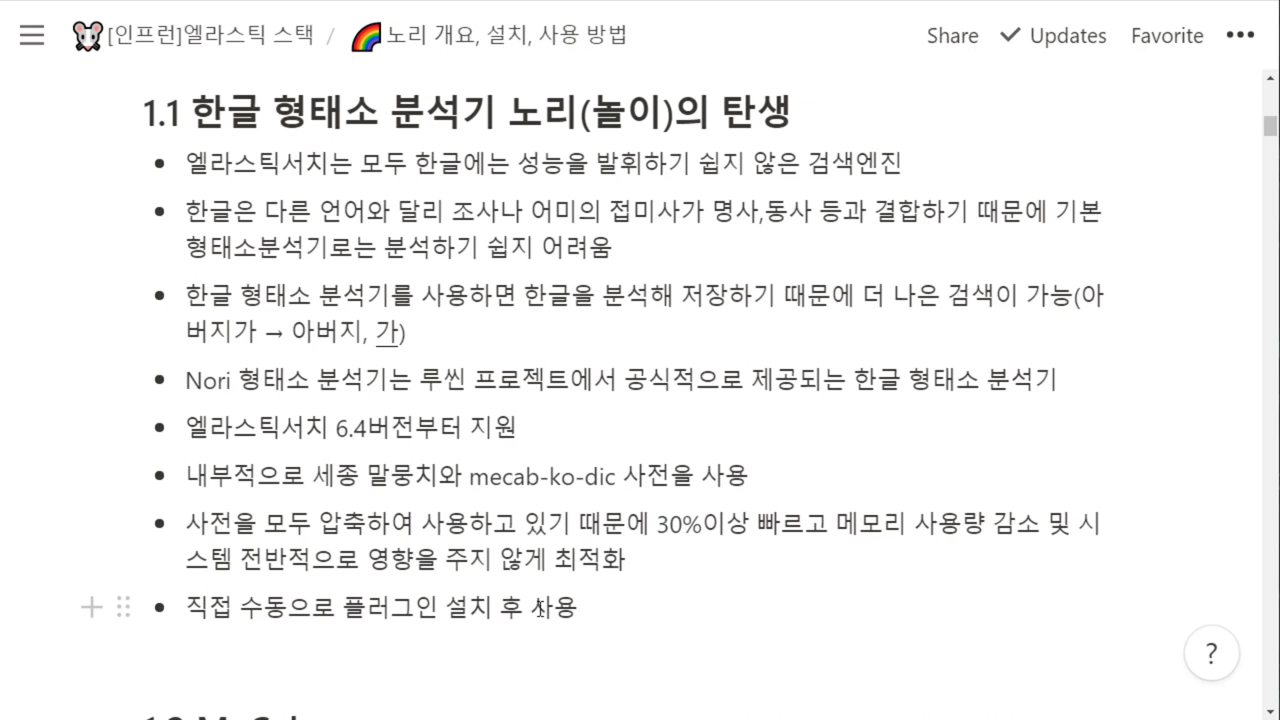 [인프런]엘라스틱 스택 / 노리 개요, 설치, 사용 방법 Share Updates Favorite
1.1 한글 형태소 분석기 노리(놀이)의 탄생
엘라스틱서치는 모두 한글에는 성능을 발휘하기 쉽지 않은 검색엔진
한글은 다른 언어와 달리 조사나 어미의 접미사가 명사,동사 등과 결합하기 때문에 기본
형태소분석기로는 분석하기 쉽지 어려움
한글 형태소 분석기를 사용하면 한글을 분석해 저장하기 때문에 더 나은 검색이 가능(아
버지가 → 아버지, 가)
Nori 형태소 분석기는 루씬 프로젝트에서 공식적으로 제공되는 한글 형태소 분석기
엘라스틱서치 6.4버전부터 지원
내부적으로 세종 말뭉치와 mecab-ko-dic 사전을 사용
사전을 모두 압축하여 사용하고 있기 때문에 30%이상 빠르고 메모리 사용량 감소 및 시
스템 전반적으로 영향을 주지 않게 최적화
직접 수동으로 플러그인 설치 후 사용
?